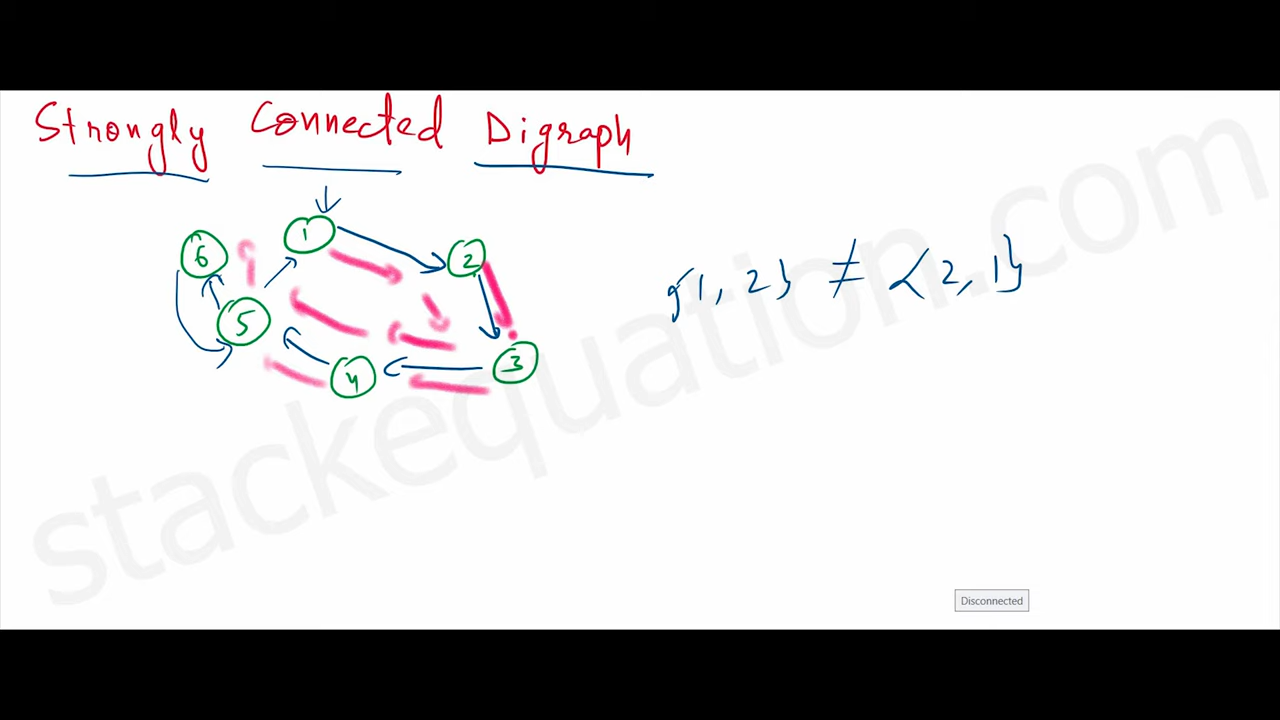 Strongly Connected Digraph
1
2
6
5
3
4
{1, 2} ≠ {2, 1}
stackequation.com
Disconnected